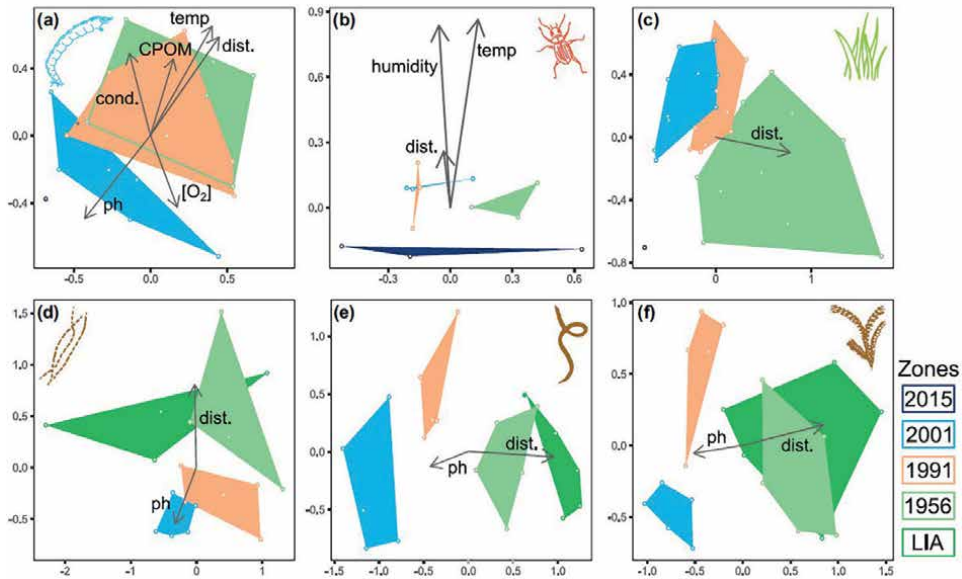 (a)
temp
CPOM
dist.
cond.
[O₂]
ph
0.4
0.0
-0.4
-0.5
0.0
0.5
(b)
humidity
temp
dist.
0.9
0.6
0.3
0.0
-0.4
0.0
0.4
(c)
dist.
0.4
0.0
-0.4
-0.8
0
1
(d)
dist.
ph
1.5
1.0
0.5
0.0
-0.5
-2
-1
0
1
(e)
dist.
ph
1.0
0.5
0.0
-0.5
-1.5
-1.0
-0.5
0.0
0.5
1.0
(f)
ph
dist.
1.0
0.5
0.0
-0.5
-1.0
-0.5
0.0
0.5
1.0
1.5
Zones
2015
2001
1991
1956
LIA